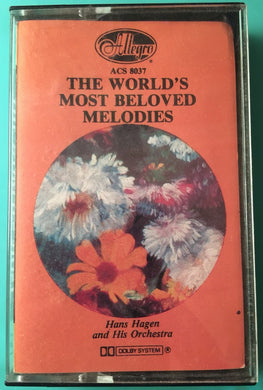 Allegro®
ACS 8037
THE WORLD'S
MOST BELOVED
MELODIES
Hans Hagen
and His Orchestra
DOLBY SYSTEM ®